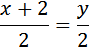 (x + 2)/2 = y/2